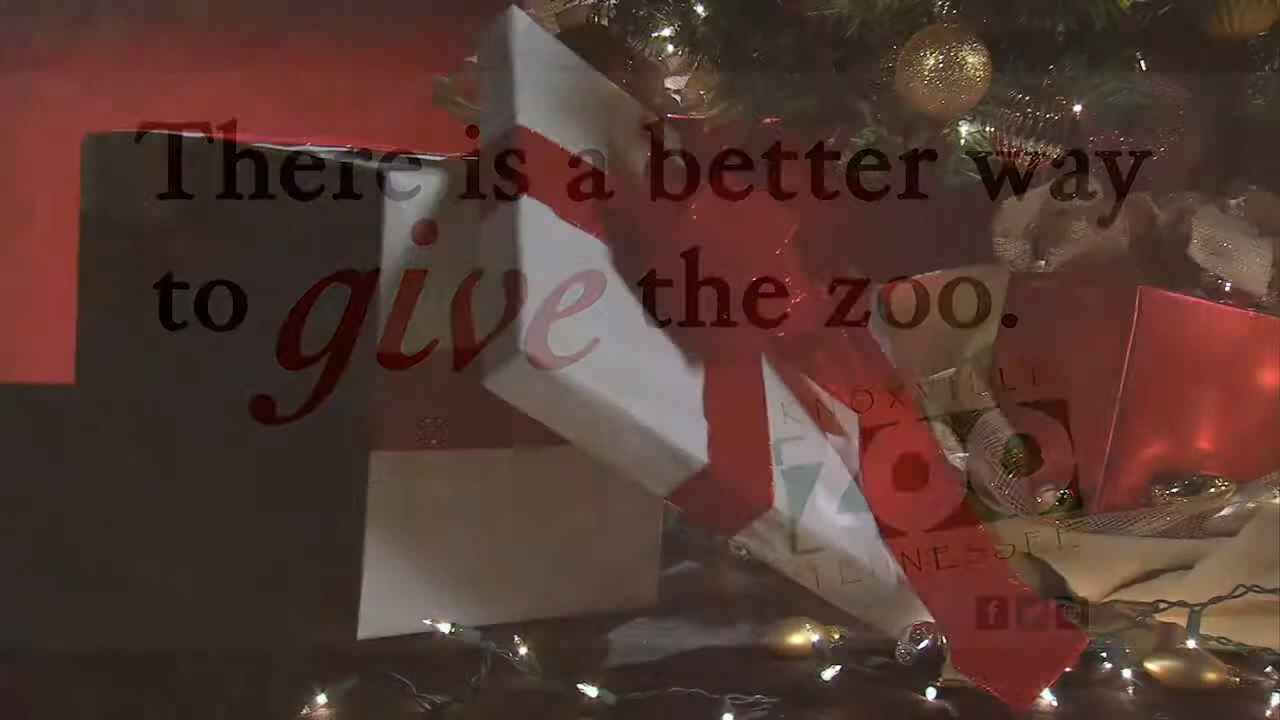 There is a better way
to give the zoo.
KNOXVILLE
ZOO
TENNESSEE
f